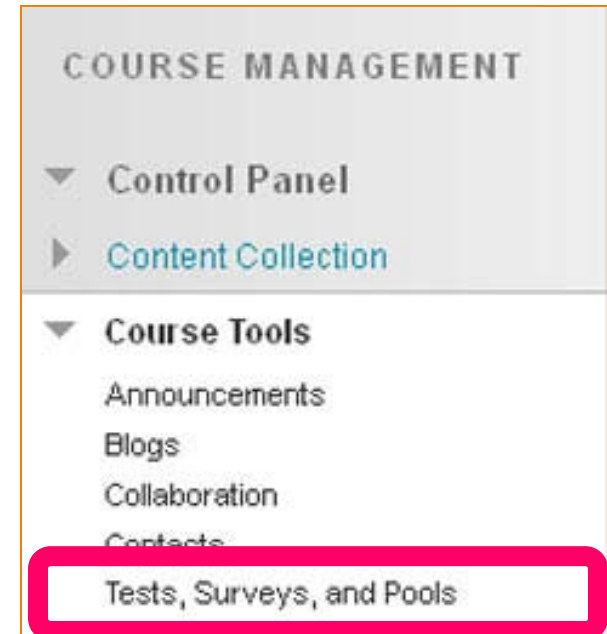 COURSE MANAGEMENT
Control Panel
Content Collection
Course Tools
Announcements
Blogs
Collaboration
Contacts
Tests, Surveys, and Pools